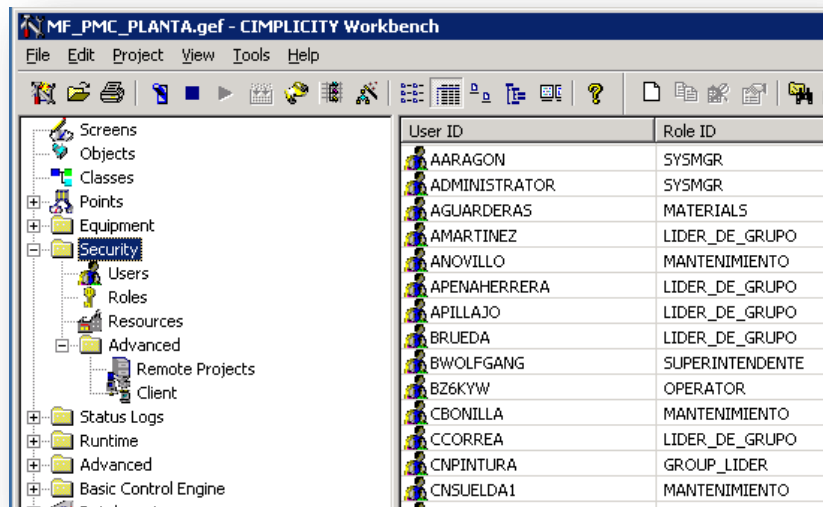 MF_PMC_PLANTA.gef - CIMPLICITY Workbench
File Edit Project View Tools Help
Screens
Objects
Classes
Points
Equipment
Security
Users
Roles
Resources
Advanced
Remote Projects
Client
Status Logs
Runtime
Advanced
Basic Control Engine
User ID Role ID
AARAGON SYSMGR
ADMINISTRATOR SYSMGR
AGUARDERAS MATERIALS
AMARTINEZ LIDER_DE_GRUPO
ANOVILLO MANTENIMIENTO
APENAHERRERA LIDER_DE_GRUPO
APILLAJO LIDER_DE_GRUPO
BRUEDA LIDER_DE_GRUPO
BWOLFGANG SUPERINTENDENTE
BZ6KYW OPERATOR
CBONILLA MANTENIMIENTO
CCORREA LIDER_DE_GRUPO
CNPINTURA GROUP_LIDER
CNSUELDA1 MANTENIMIENTO